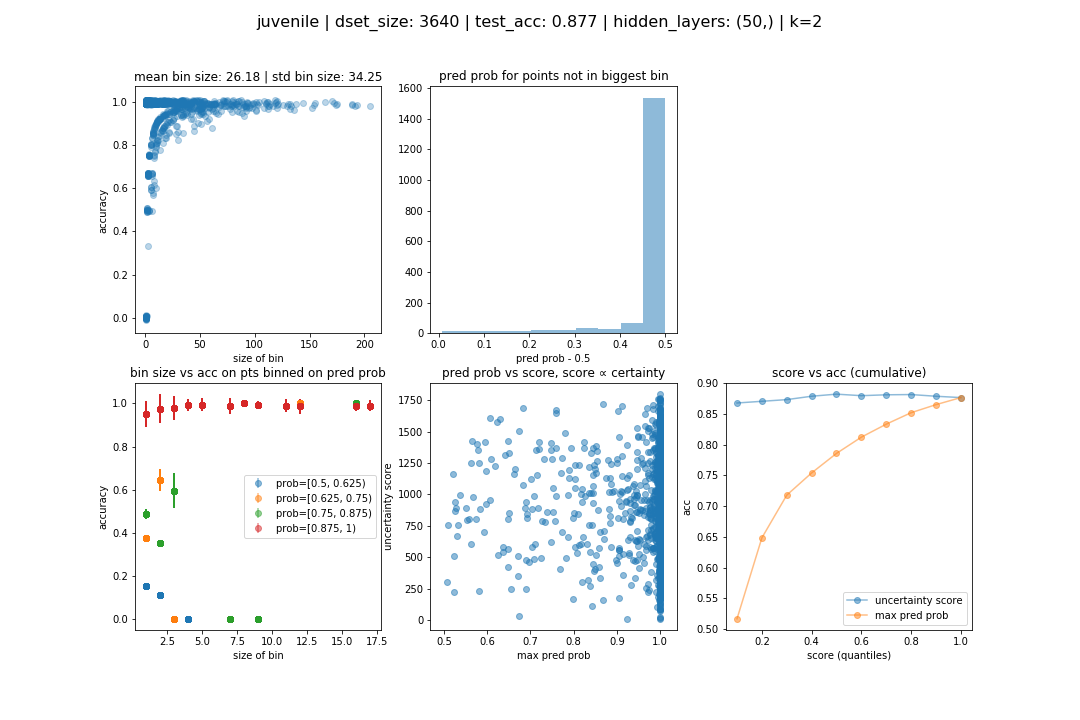 juvenile | dset_size: 3640 | test_acc: 0.877 | hidden_layers: (50,) | k=2
mean bin size: 26.18 | std bin size: 34.25
accuracy
1.0
0.8
0.6
0.4
0.2
0.0
0 50 100 150 200
size of bin
pred prob for points not in biggest bin
1600
1400
1200
1000
800
600
400
200
0
0.0 0.1 0.2 0.3 0.4 0.5
pred prob - 0.5
bin size vs acc on pts binned on pred prob
accuracy
1.0
0.8
0.6
0.4
0.2
0.0
prob=[0.5, 0.625)
prob=[0.625, 0.75)
prob=[0.75, 0.875)
prob=[0.875, 1)
2.5 5.0 7.5 10.0 12.5 15.0 17.5
size of bin
pred prob vs score, score ∝ certainty
uncertainty score
1750
1500
1250
1000
750
500
250
0
0.5 0.6 0.7 0.8 0.9 1.0
max pred prob
score vs acc (cumulative)
acc
0.90
0.85
0.80
0.75
0.70
0.65
0.60
0.55
0.50
uncertainty score
max pred prob
0.2 0.4 0.6 0.8 1.0
score (quantiles)